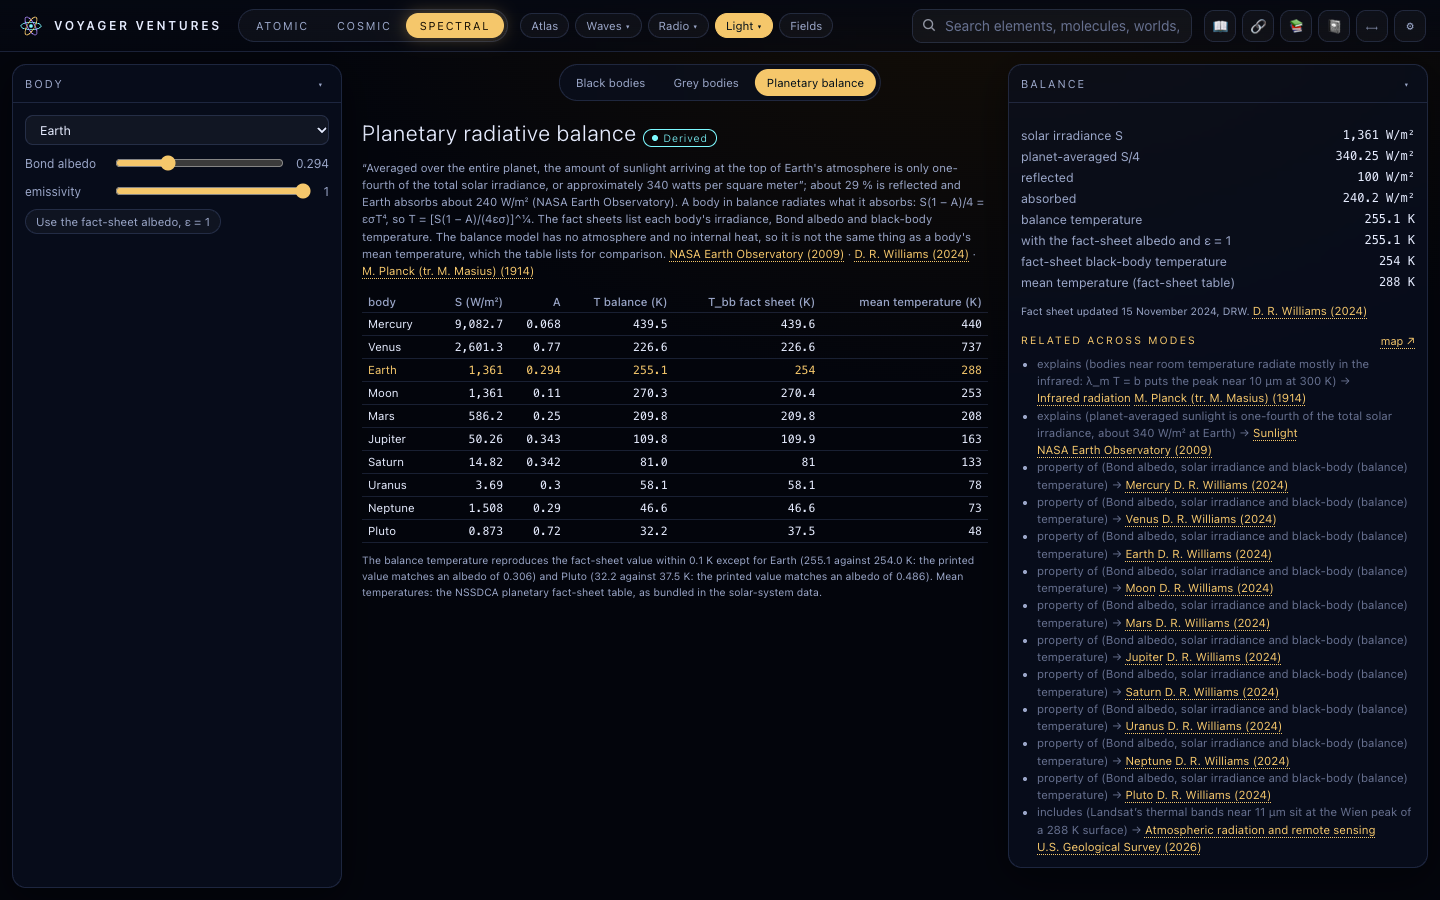 VOYAGER VENTURES
ATOMIC COSMIC SPECTRAL
Atlas Waves ▾ Radio ▾ Light ▾ Fields
Search elements, molecules, worlds,
BODY ▾
Earth
Bond albedo 0.294
emissivity 1
Use the fact-sheet albedo, ε = 1
Black bodies Grey bodies Planetary balance
Planetary radiative balance Derived
“Averaged over the entire planet, the amount of sunlight arriving at the top of Earth's atmosphere is only one-
fourth of the total solar irradiance, or approximately 340 watts per square meter”; about 29 % is reflected and
Earth absorbs about 240 W/m² (NASA Earth Observatory). A body in balance radiates what it absorbs: S(1 − A)/4 =
εσT⁴, so T = [S(1 − A)/(4εσ)]^¼. The fact sheets list each body's irradiance, Bond albedo and black-body
temperature. The balance model has no atmosphere and no internal heat, so it is not the same thing as a body's
mean temperature, which the table lists for comparison. NASA Earth Observatory (2009) · D. R. Williams (2024) ·
M. Planck (tr. M. Masius) (1914)
body S (W/m²) A T balance (K) T_bb fact sheet (K) mean temperature (K)
Mercury 9,082.7 0.068 439.5 439.6 440
Venus 2,601.3 0.77 226.6 226.6 737
Earth 1,361 0.294 255.1 254 288
Moon 1,361 0.11 270.3 270.4 253
Mars 586.2 0.25 209.8 209.8 208
Jupiter 50.26 0.343 109.8 109.9 163
Saturn 14.82 0.342 81.0 81 133
Uranus 3.69 0.3 58.1 58.1 78
Neptune 1.508 0.29 46.6 46.6 73
Pluto 0.873 0.72 32.2 37.5 48
The balance temperature reproduces the fact-sheet value within 0.1 K except for Earth (255.1 against 254.0 K: the printed
value matches an albedo of 0.306) and Pluto (32.2 against 37.5 K: the printed value matches an albedo of 0.486). Mean
temperatures: the NSSDCA planetary fact-sheet table, as bundled in the solar-system data.
BALANCE ▾
solar irradiance S 1,361 W/m²
planet-averaged S/4 340.25 W/m²
reflected 100 W/m²
absorbed 240.2 W/m²
balance temperature 255.1 K
with the fact-sheet albedo and ε = 1 255.1 K
fact-sheet black-body temperature 254 K
mean temperature (fact-sheet table) 288 K
Fact sheet updated 15 November 2024, DRW. D. R. Williams (2024)
RELATED ACROSS MODES map ↗
• explains (bodies near room temperature radiate mostly in the
infrared: λ_m T = b puts the peak near 10 µm at 300 K) →
Infrared radiation M. Planck (tr. M. Masius) (1914)
• explains (planet-averaged sunlight is one-fourth of the total solar
irradiance, about 340 W/m² at Earth) → Sunlight
NASA Earth Observatory (2009)
• property of (Bond albedo, solar irradiance and black-body (balance)
temperature) → Mercury D. R. Williams (2024)
• property of (Bond albedo, solar irradiance and black-body (balance)
temperature) → Venus D. R. Williams (2024)
• property of (Bond albedo, solar irradiance and black-body (balance)
temperature) → Earth D. R. Williams (2024)
• property of (Bond albedo, solar irradiance and black-body (balance)
temperature) → Moon D. R. Williams (2024)
• property of (Bond albedo, solar irradiance and black-body (balance)
temperature) → Mars D. R. Williams (2024)
• property of (Bond albedo, solar irradiance and black-body (balance)
temperature) → Jupiter D. R. Williams (2024)
• property of (Bond albedo, solar irradiance and black-body (balance)
temperature) → Saturn D. R. Williams (2024)
• property of (Bond albedo, solar irradiance and black-body (balance)
temperature) → Uranus D. R. Williams (2024)
• property of (Bond albedo, solar irradiance and black-body (balance)
temperature) → Neptune D. R. Williams (2024)
• property of (Bond albedo, solar irradiance and black-body (balance)
temperature) → Pluto D. R. Williams (2024)
• includes (Landsat's thermal bands near 11 µm sit at the Wien peak of
a 288 K surface) → Atmospheric radiation and remote sensing
U.S. Geological Survey (2026)